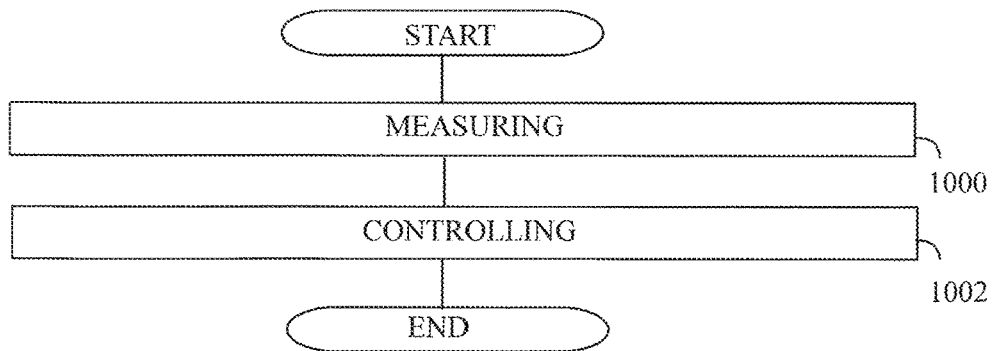 START
MEASURING
1000
CONTROLLING
1002
END